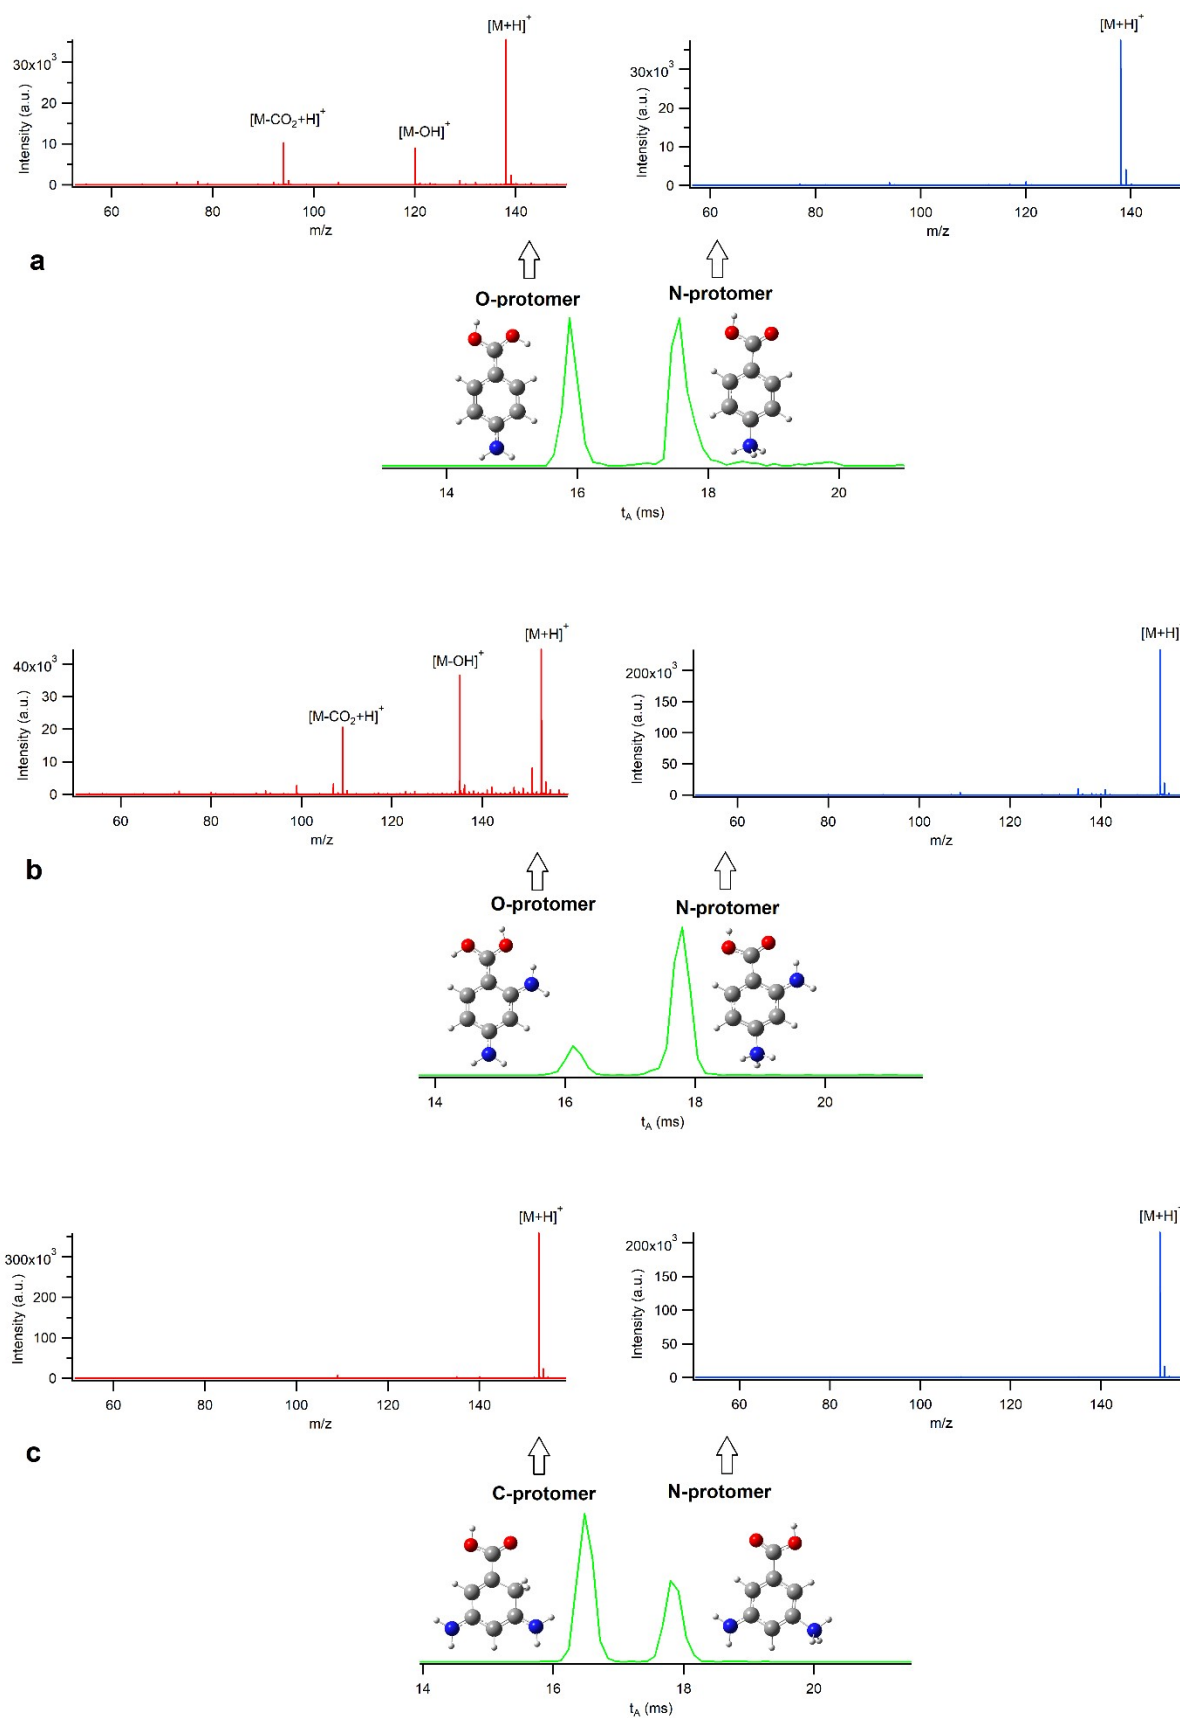 [M+H]+
30x10³
20
10
0
Intensity (a.u.)
[M-CO₂+H]+
[M-OH]+
60 80 100 120 140
m/z
[M+H]+
30x10³
20
10
0
Intensity (a.u.)
60 80 100 120 140
m/z
a
O-protomer
N-protomer
14 16 18 20
tA (ms)
[M+H]+
40x10³
30
20
10
0
Intensity (a.u.)
[M-OH]+
[M-CO₂+H]+
60 80 100 120 140
m/z
[M+H]
200x10³
150
100
50
0
Intensity (a.u.)
60 80 100 120 140
m/z
b
O-protomer
N-protomer
14 16 18 20
tA (ms)
[M+H]+
300x10³
200
100
0
Intensity (a.u.)
60 80 100 120 140
m/z
[M+H]+
200x10³
150
100
50
0
Intensity (a.u.)
60 80 100 120 140
m/z
c
C-protomer
N-protomer
14 16 18 20
tA (ms)